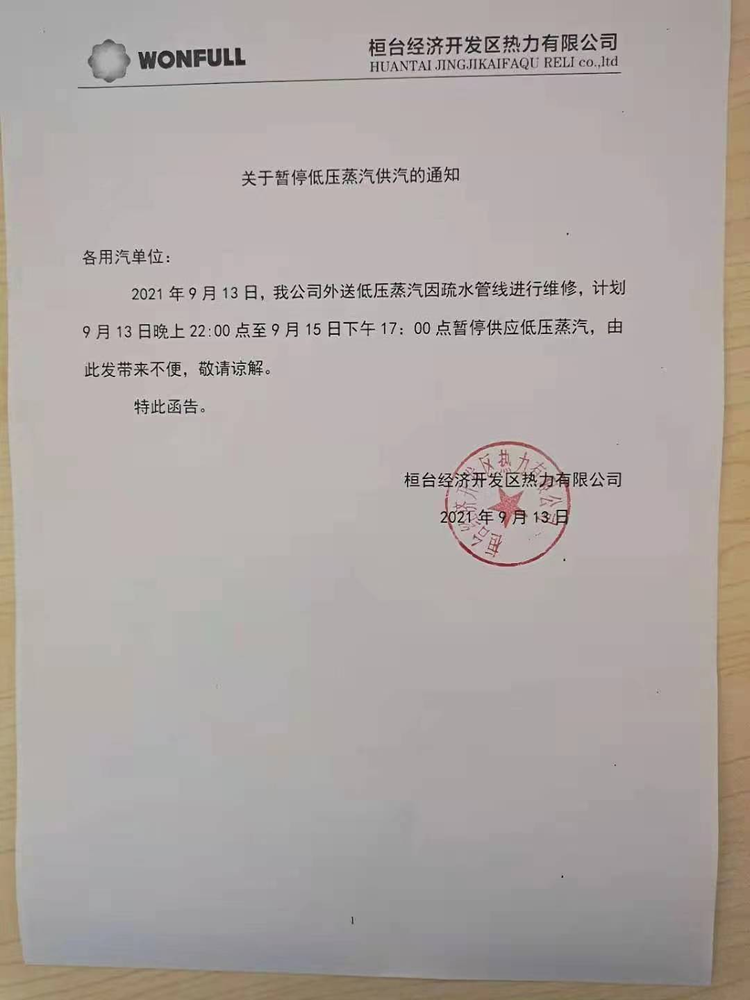 WONFULL
桓台经济开发区热力有限公司
HUANTAI JINGJIKAIFAQU RELI co.,ltd
关于暂停低压蒸汽供汽的通知
各用汽单位：
2021 年 9 月 13 日，我公司外送低压蒸汽因疏水管线进行维修，计划
9 月 13 日晚上 22:00 点至 9 月 15 日下午 17：00 点暂停供应低压蒸汽，由
此发带来不便，敬请谅解。
特此函告。
桓台经济开发区热力有限公司
2021 年 9 月 13 日
桓台经济开发区热力有限公司
1